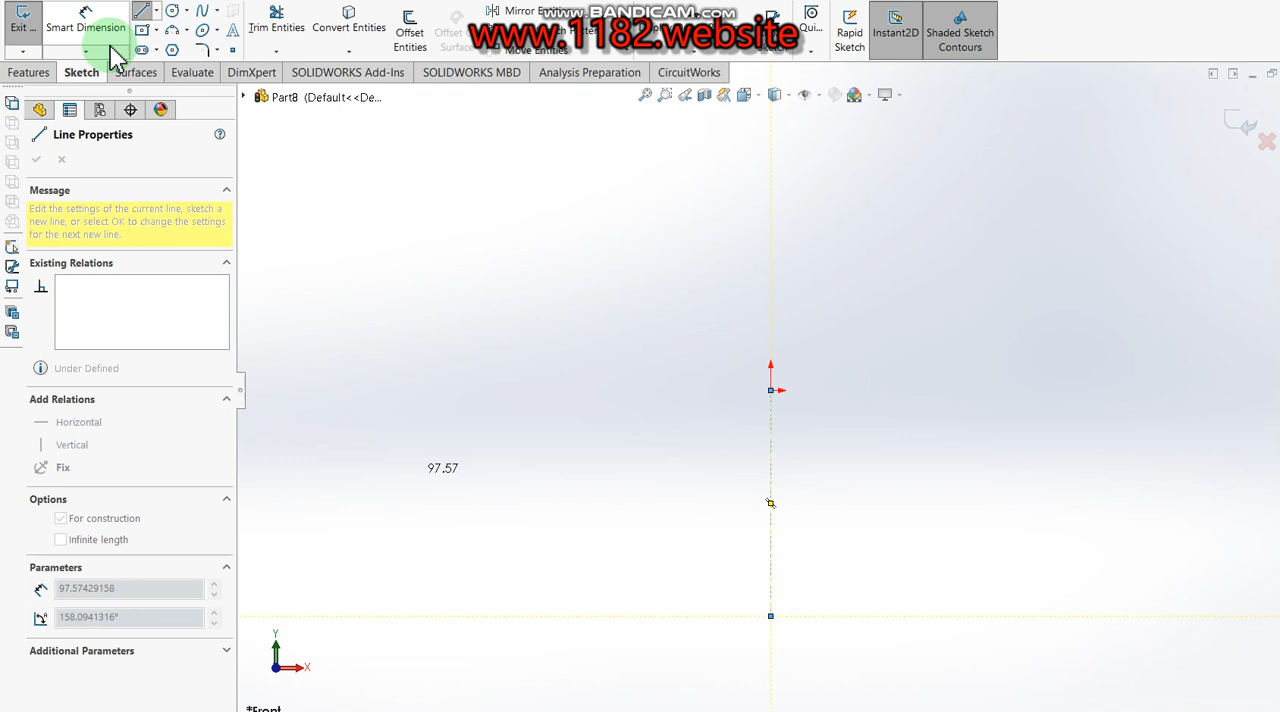 www.BANDICAM.com
www.1182.website
Exit ...
Smart Dimension
Trim Entities
Convert Entities
Offset Entities
Offset
Surface
Mirror Entities
Move Entities
Qui...
Rapid Sketch
Instant2D
Shaded Sketch Contours
Features
Sketch
Surfaces
Evaluate
DimXpert
SOLIDWORKS Add-Ins
SOLIDWORKS MBD
Analysis Preparation
CircuitWorks
Part8 (Default<<De...
Line Properties
Message
Edit the settings of the current line, sketch a
new line, or select OK to change the settings
for the next new line.
Existing Relations
Under Defined
Add Relations
Horizontal
Vertical
Fix
Options
For construction
Infinite length
Parameters
97.57429158
158.0941316°
Additional Parameters
97.57
Y
X
*Front